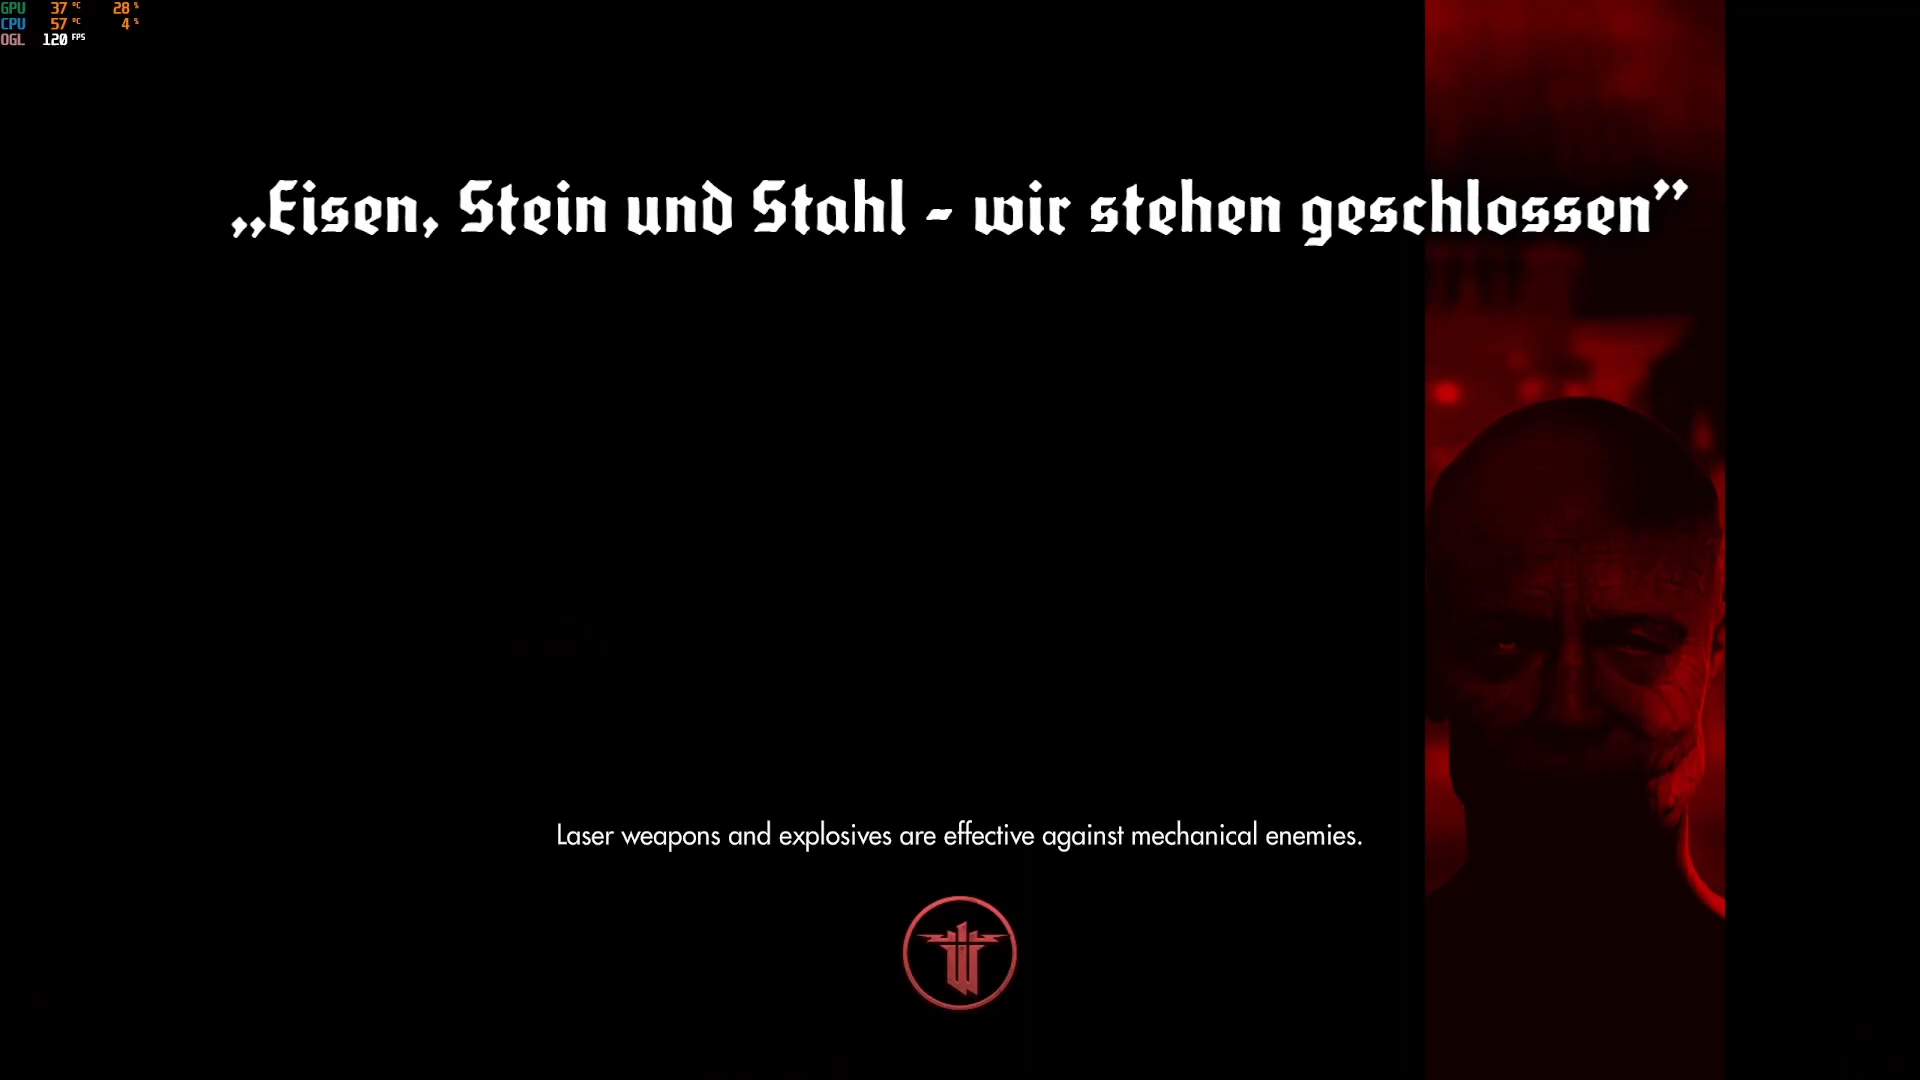 GPU 37 °C 28 %
CPU 57 °C 4 %
OGL 120 FPS
„Eisen, Stein und Stahl - wir stehen geschlossen”
Laser weapons and explosives are effective against mechanical enemies.